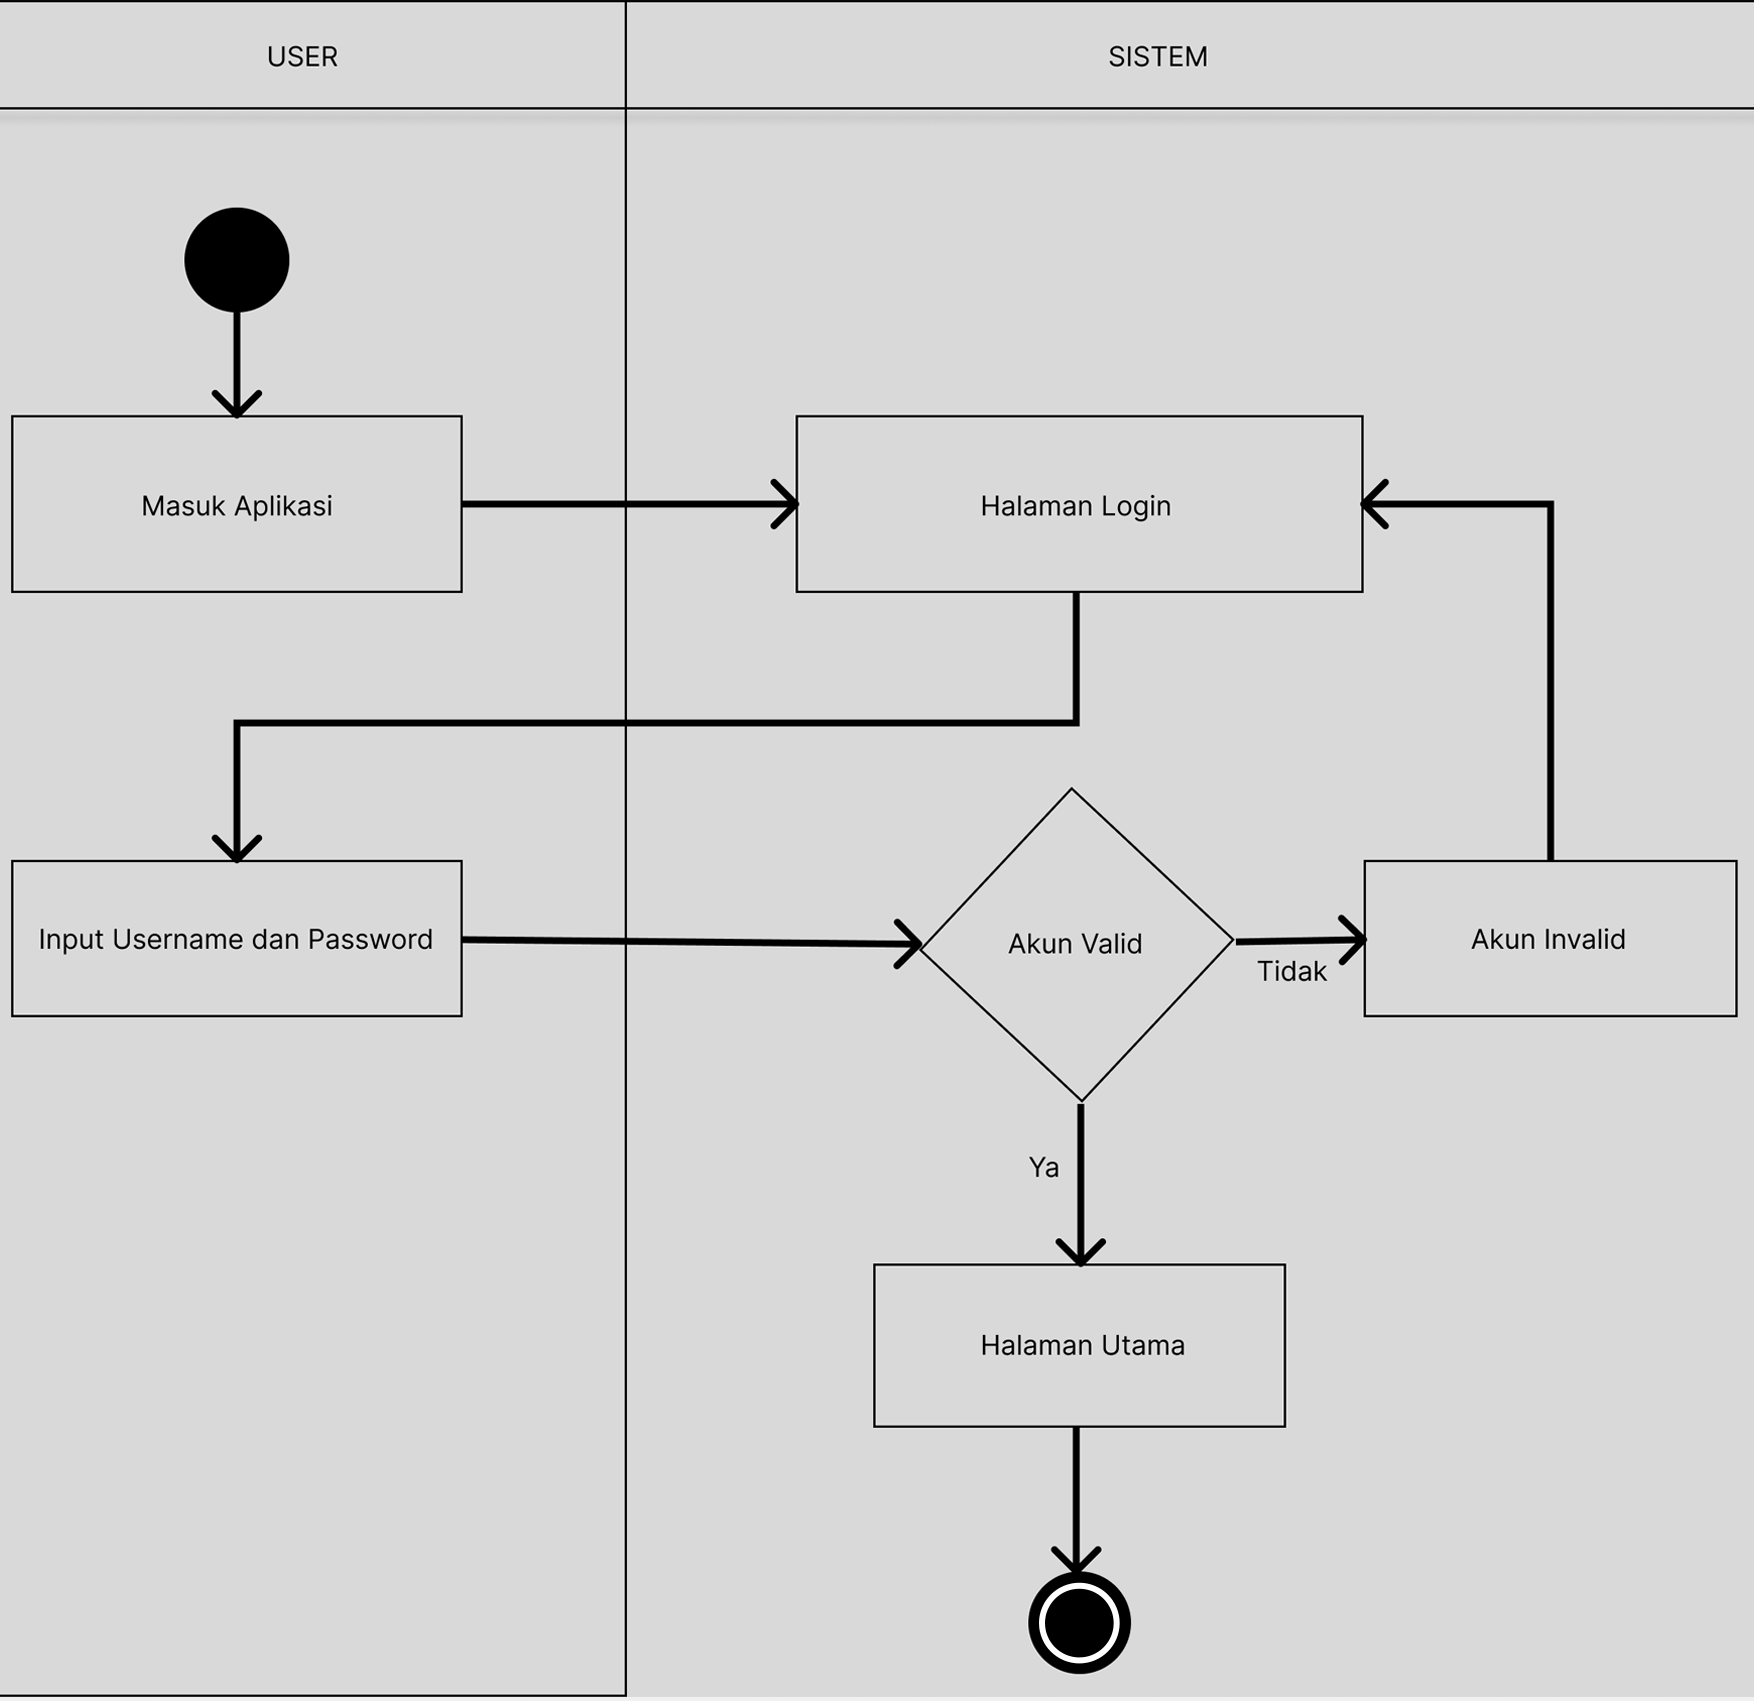 USER
SISTEM
Masuk Aplikasi
Halaman Login
Input Username dan Password
Akun Valid
Tidak
Akun Invalid
Ya
Halaman Utama